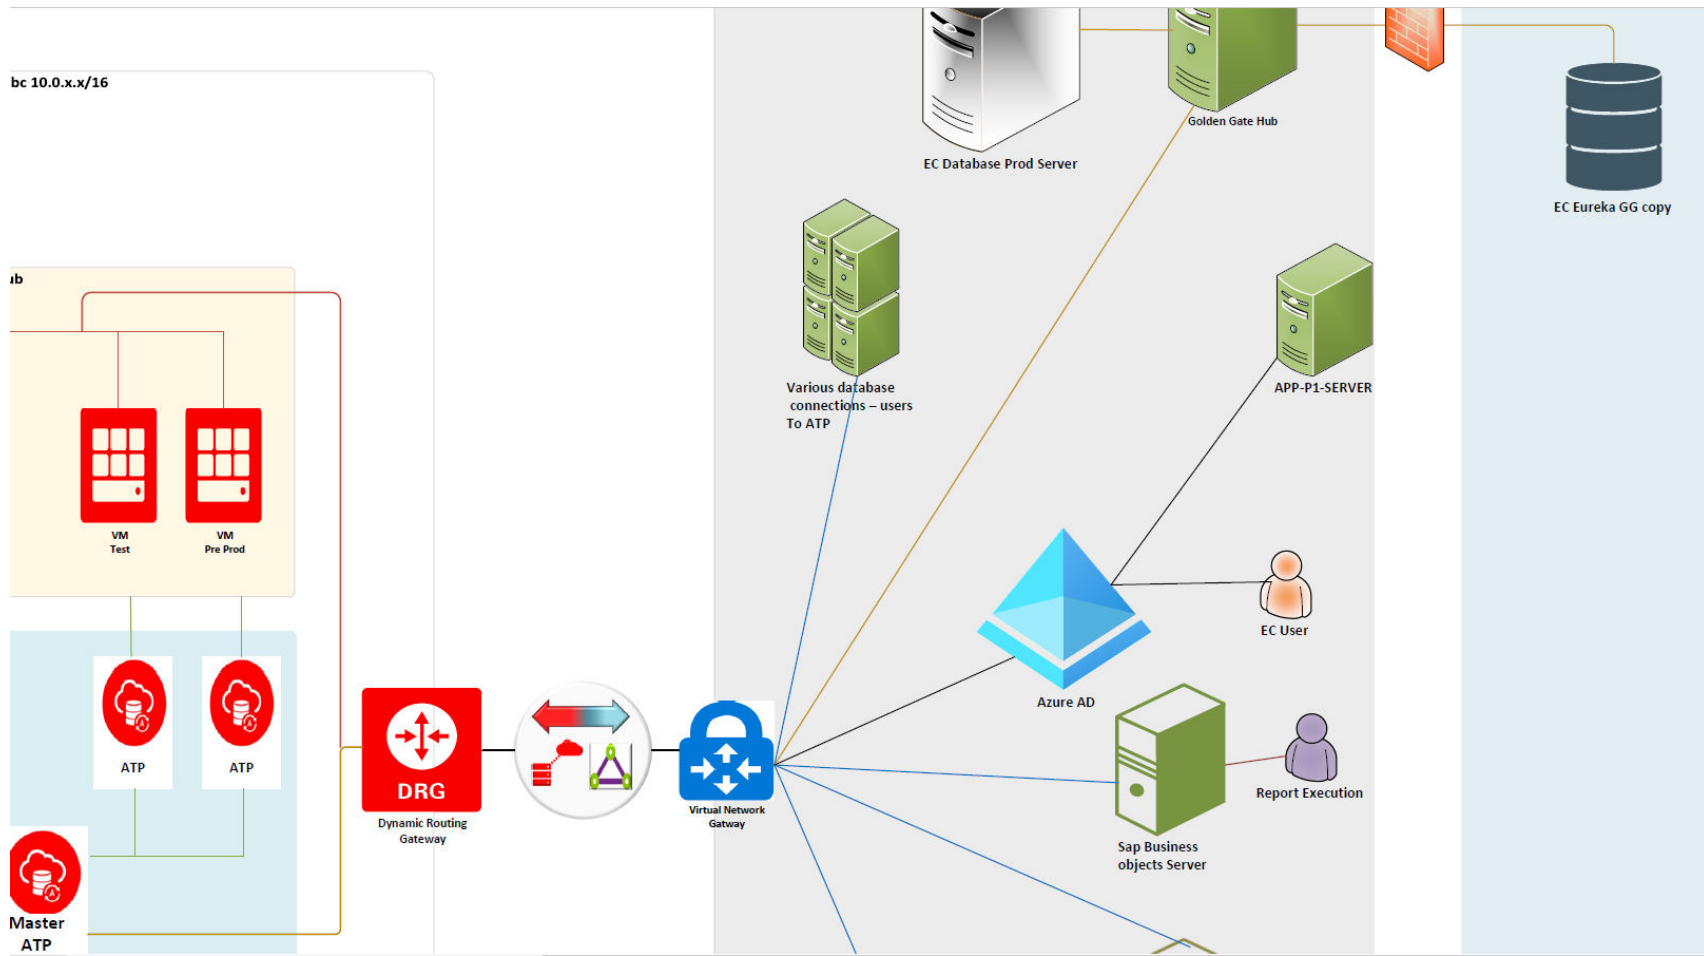 bc 10.0.x.x/16
ub
VM
Test
VM
Pre Prod
ATP
ATP
Master
ATP
DRG
Dynamic Routing
Gateway
Virtual Network
Gatway
EC Database Prod Server
Golden Gate Hub
EC Eureka GG copy
Various database
connections – users
To ATP
APP-P1-SERVER
EC User
Azure AD
Report Execution
Sap Business
objects Server